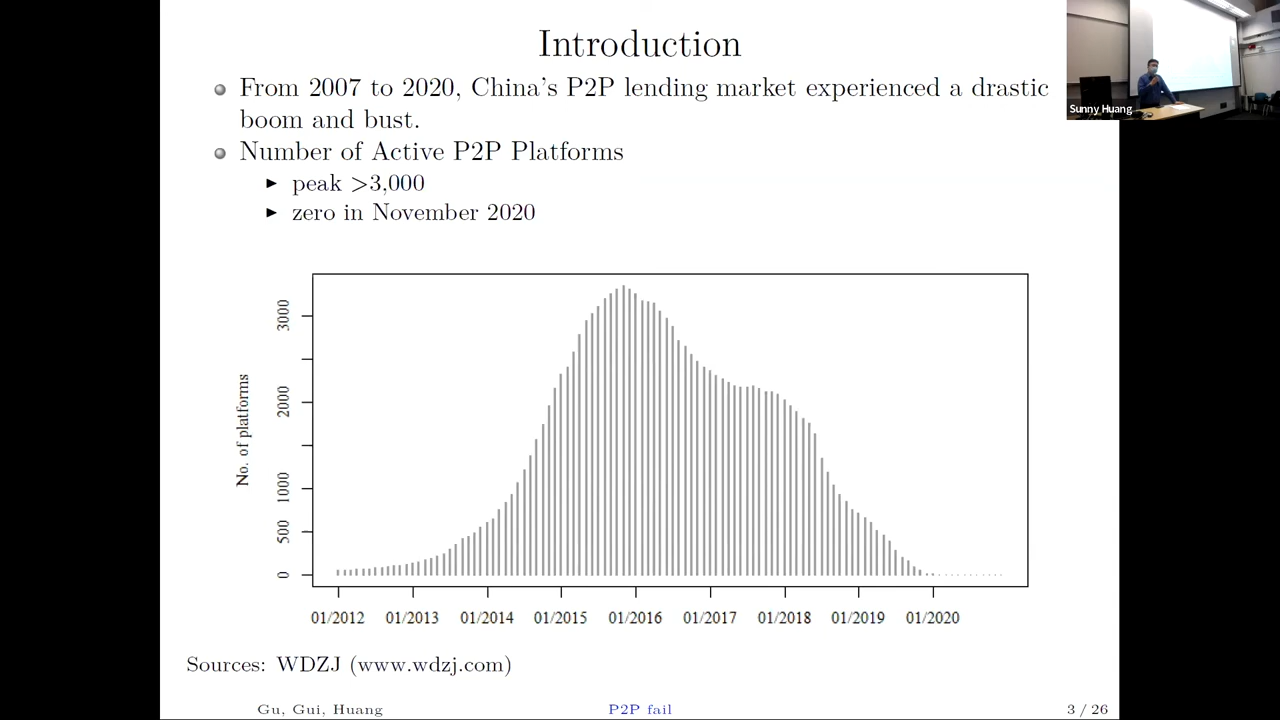 Introduction
From 2007 to 2020, China's P2P lending market experienced a drastic
boom and bust.
Number of Active P2P Platforms
peak >3,000
zero in November 2020
Sunny Huang
No. of platforms
3000
2000
1000
500
0
01/2012 01/2013 01/2014 01/2015 01/2016 01/2017 01/2018 01/2019 01/2020
Sources: WDZJ (www.wdzj.com)
Gu, Gui, Huang P2P fail 3 / 26